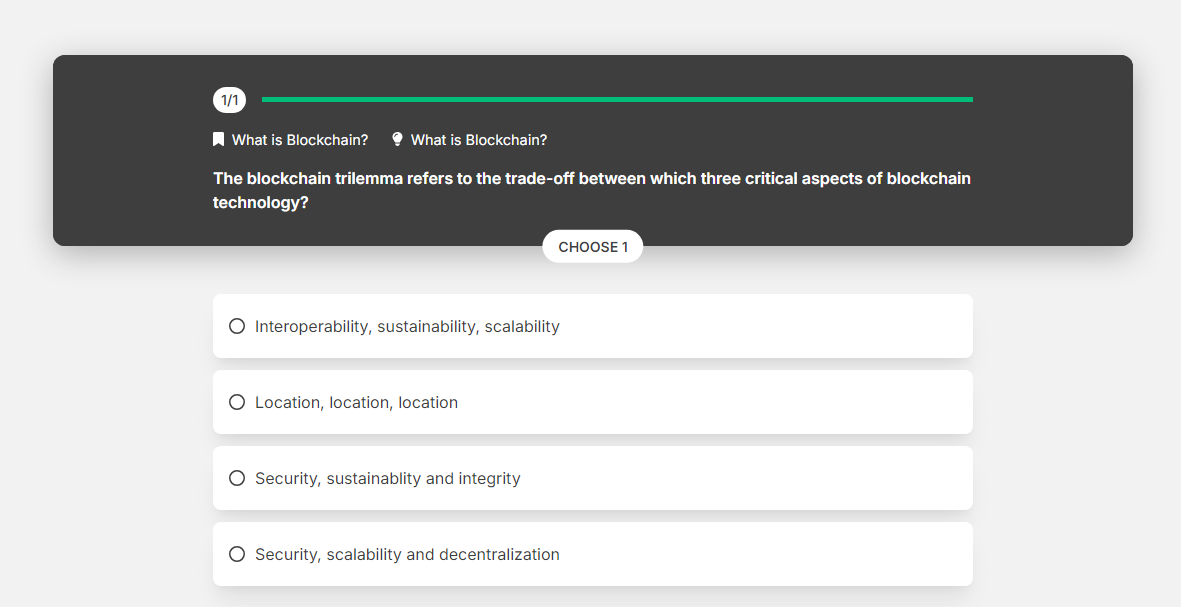 1/1
What is Blockchain? What is Blockchain?
The blockchain trilemma refers to the trade-off between which three critical aspects of blockchain
technology?
CHOOSE 1
Interoperability, sustainability, scalability
Location, location, location
Security, sustainablity and integrity
Security, scalability and decentralization